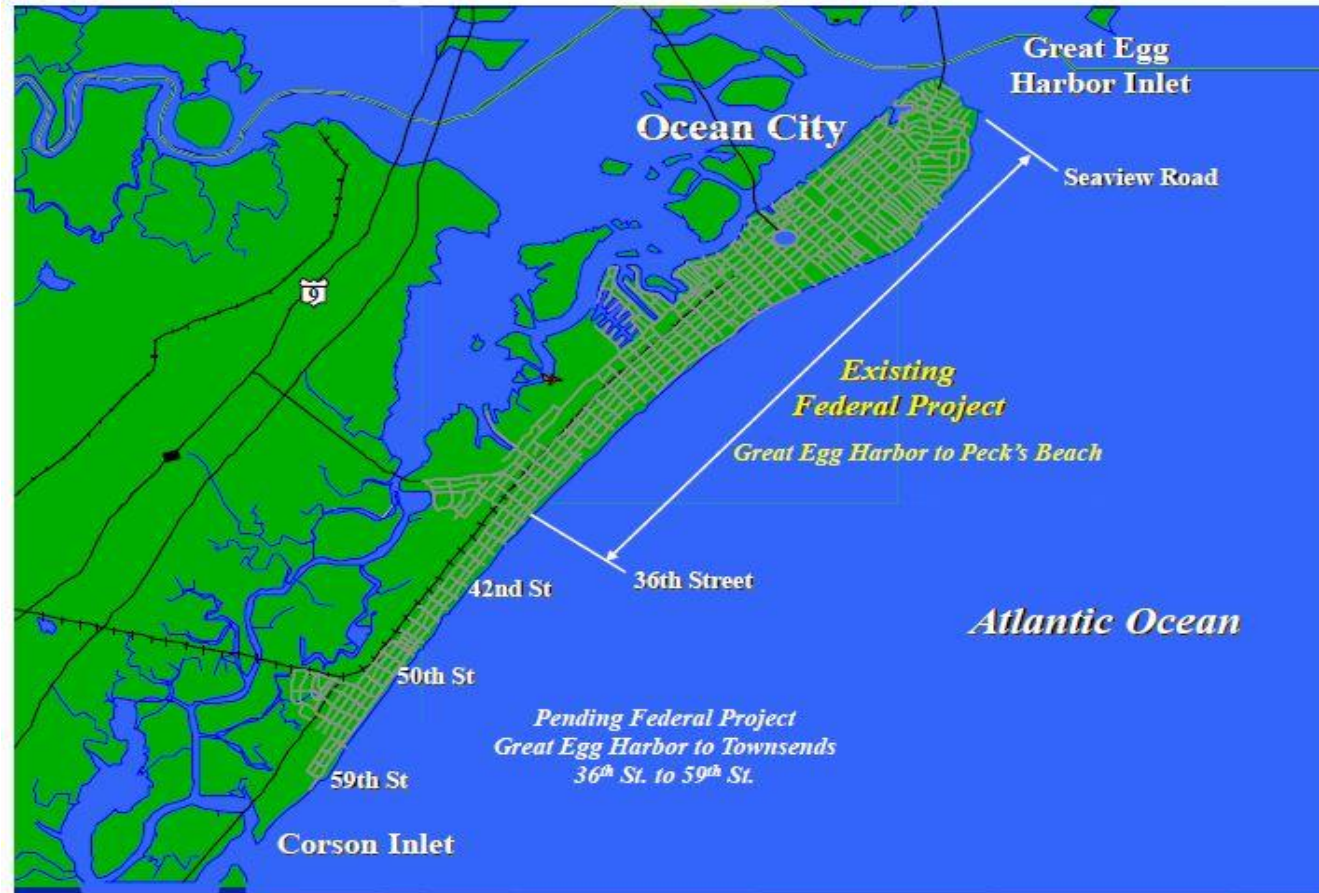 Great Egg
Harbor Inlet
Ocean City
Seaview Road
9
Existing
Federal Project
Great Egg Harbor to Peck's Beach
36th Street
42nd St
Atlantic Ocean
50th St
Pending Federal Project
Great Egg Harbor to Townsends
36th St. to 59th St.
59th St
Corson Inlet